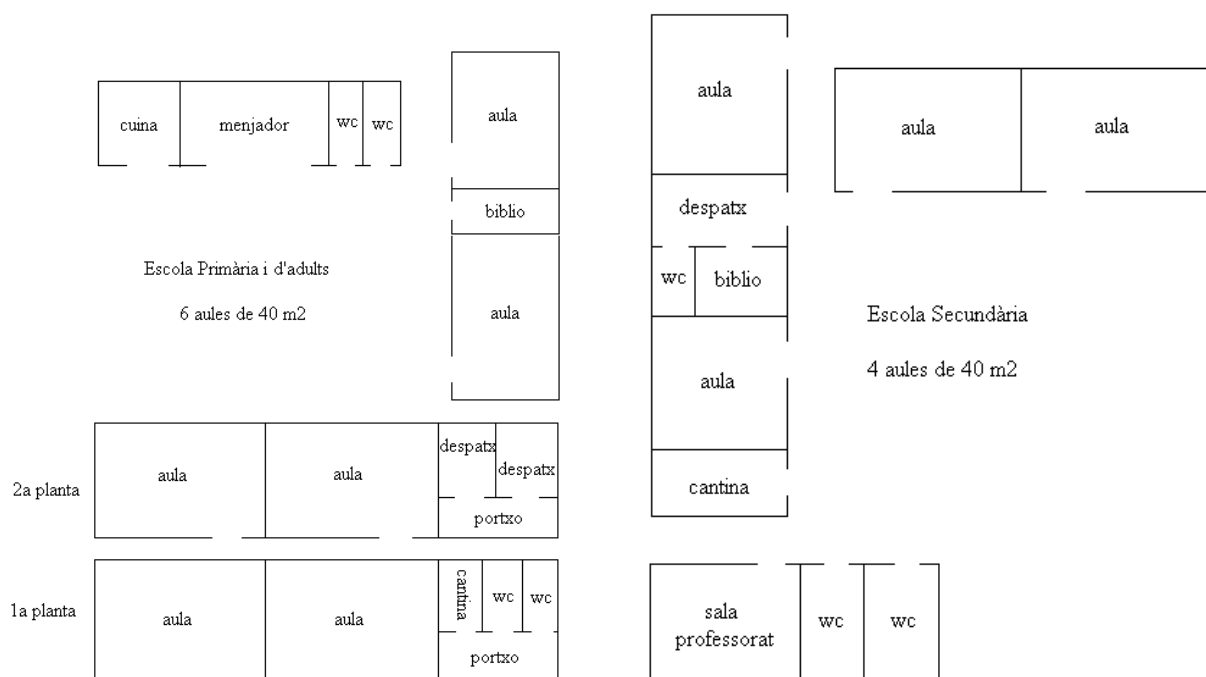 cuina
menjador
wc
wc
aula
biblio
aula
Escola Primària i d'adults
6 aules de 40 m2
2a planta
aula
aula
despatx
despatx
portxo
1a planta
aula
aula
cantina
wc
wc
portxo
aula
despatx
wc
biblio
aula
cantina
aula
aula
Escola Secundària
4 aules de 40 m2
sala
professorat
wc
wc